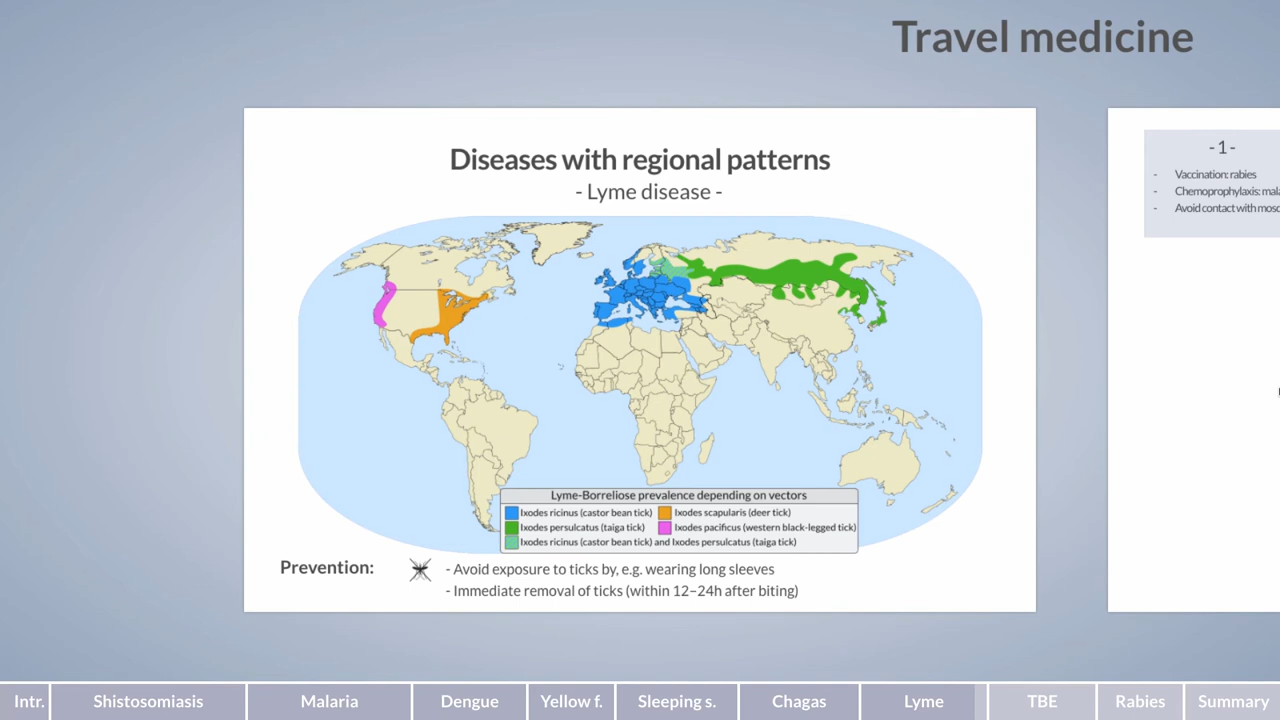 Travel medicine
Diseases with regional patterns
- Lyme disease -
Lyme-Borreliose prevalence depending on vectors
Ixodes ricinus (castor bean tick) Ixodes scapularis (deer tick)
Ixodes persulcatus (taiga tick) Ixodes pacificus (western black-legged tick)
Ixodes ricinus (castor bean tick) and Ixodes persulcatus (taiga tick)
Prevention: - Avoid exposure to ticks by, e.g. wearing long sleeves
- Immediate removal of ticks (within 12–24h after biting)
- 1 -
- Vaccination: rabies
- Chemoprophylaxis: mala
- Avoid contact with mosq
Intr. Shistosomiasis Malaria Dengue Yellow f. Sleeping s. Chagas Lyme TBE Rabies Summary